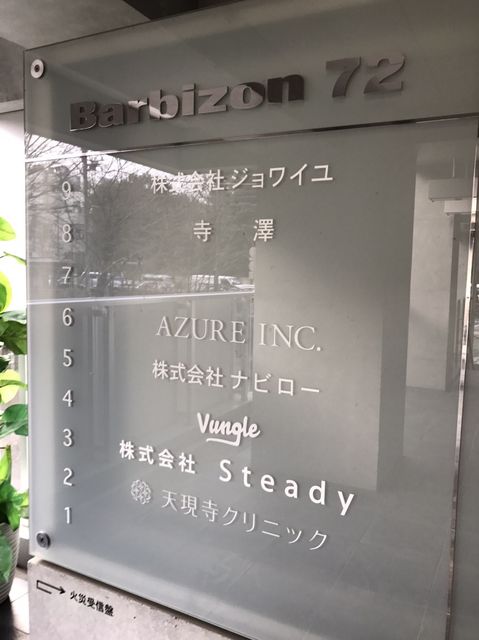 Barbizon 72
9 株式会社ジョワイユ
8 寺 澤
7
6 AZURE INC.
5 株式会社ナビロー
4
3 Vungle
2 株式会社 Steady
1 天現寺クリニック
火災受信盤